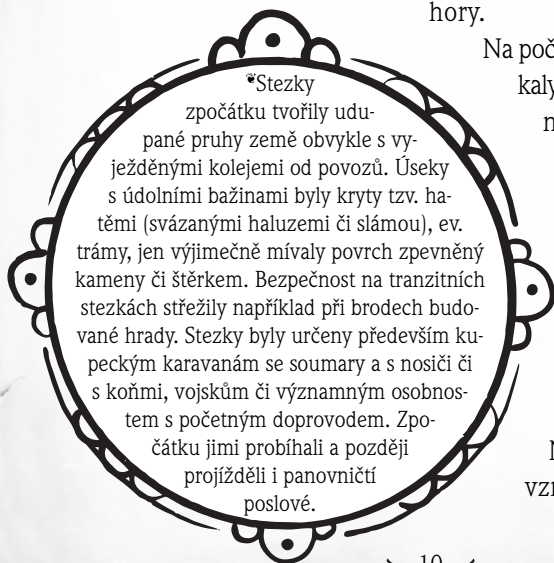 hory.
Na poč
kaly
n
❦Stezky
zpočátku tvořily udu-
pané pruhy země obvykle s vy-
ježděnými kolejemi od povozů. Úseky
s údolními bažinami byly kryty tzv. ha-
těmi (svázanými haluzemi či slámou), ev.
trámy, jen výjimečně mívaly povrch zpevněný
kameny či štěrkem. Bezpečnost na tranzitních
stezkách střežily například při brodech budo-
vané hrady. Stezky byly určeny především ku-
peckým karavanám se soumary a s nosiči či
s koňmi, vojskům či významným osobnos-
tem s početným doprovodem. Zpo-
čátku jimi probíhali a později
projížděli i panovničtí
poslové.
vzn
10